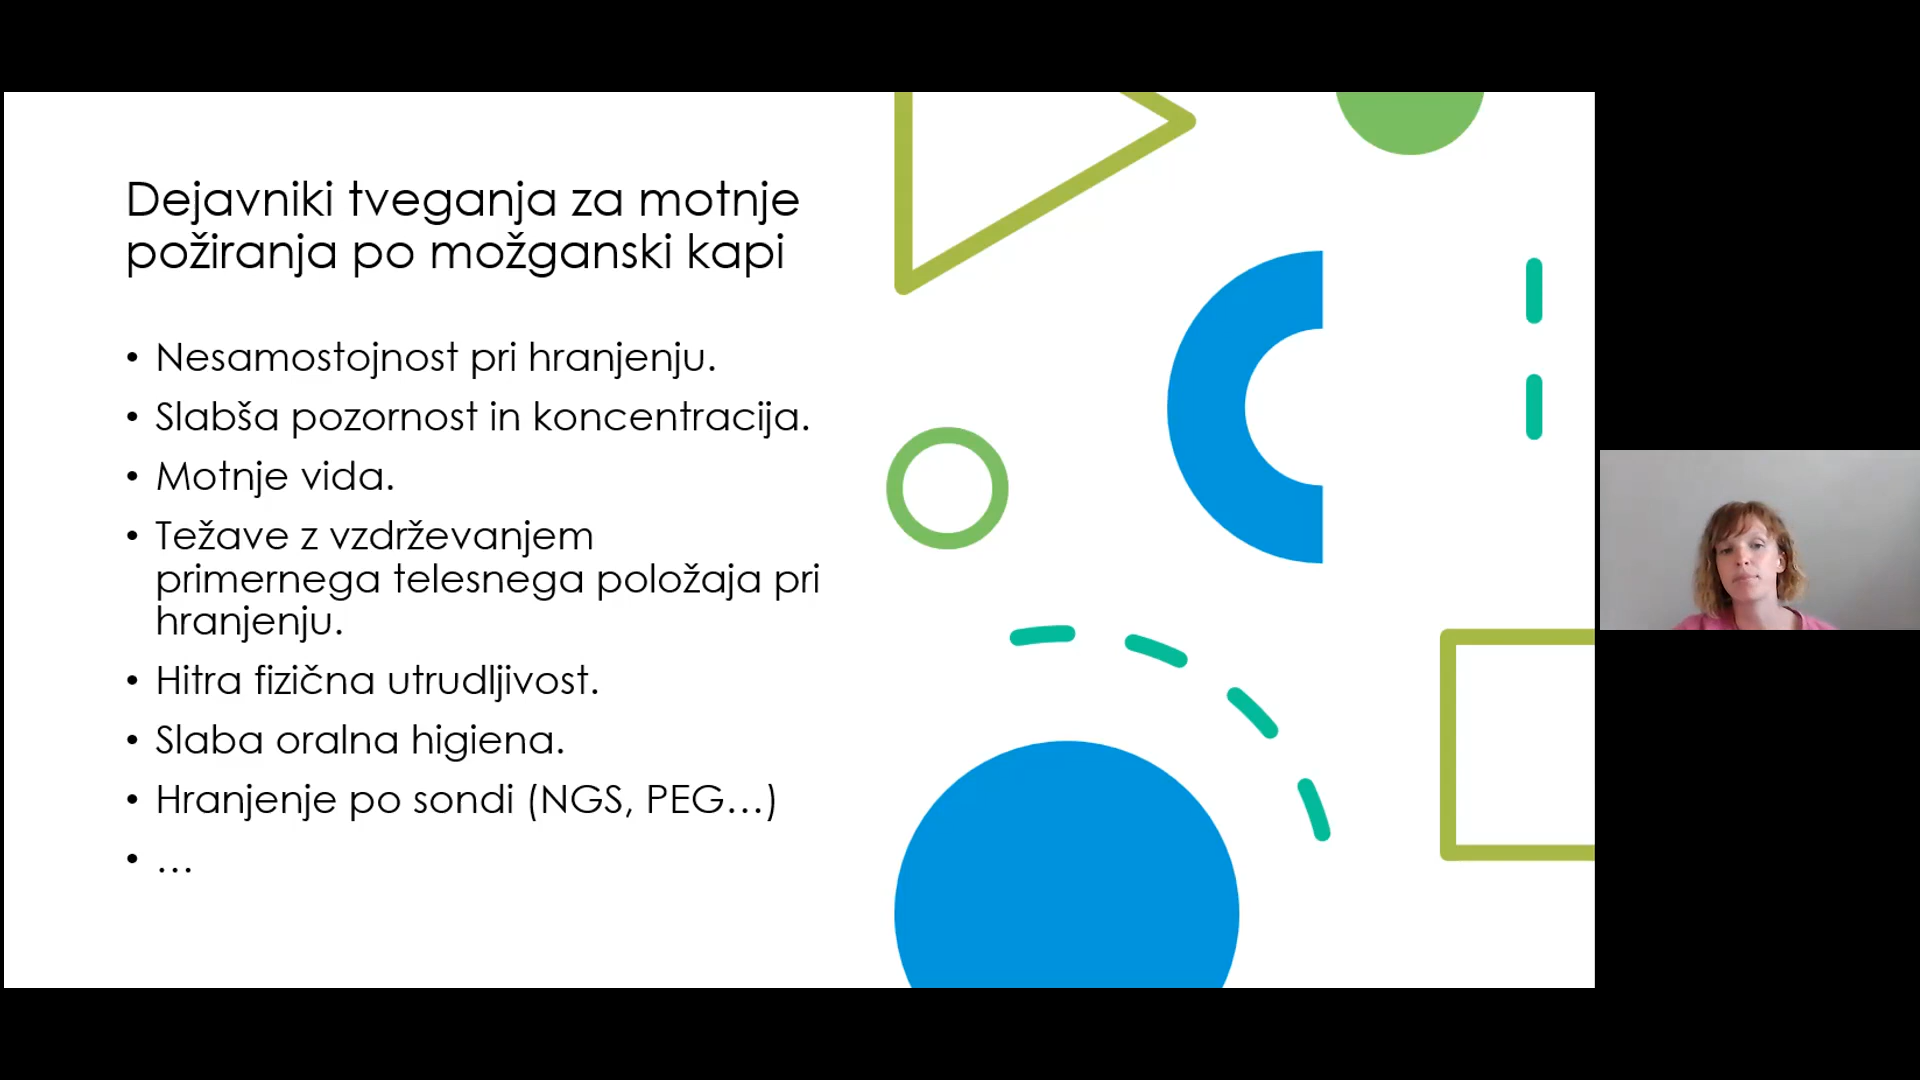 Dejavniki tveganja za motnje
požiranja po možganski kapi
• Nesamostojnost pri hranjenju.
• Slabša pozornost in koncentracija.
• Motnje vida.
• Težave z vzdrževanjem
primernega telesnega položaja pri
hranjenju.
• Hitra fizična utrudljivost.
• Slaba oralna higiena.
• Hranjenje po sondi (NGS, PEG…)
• …